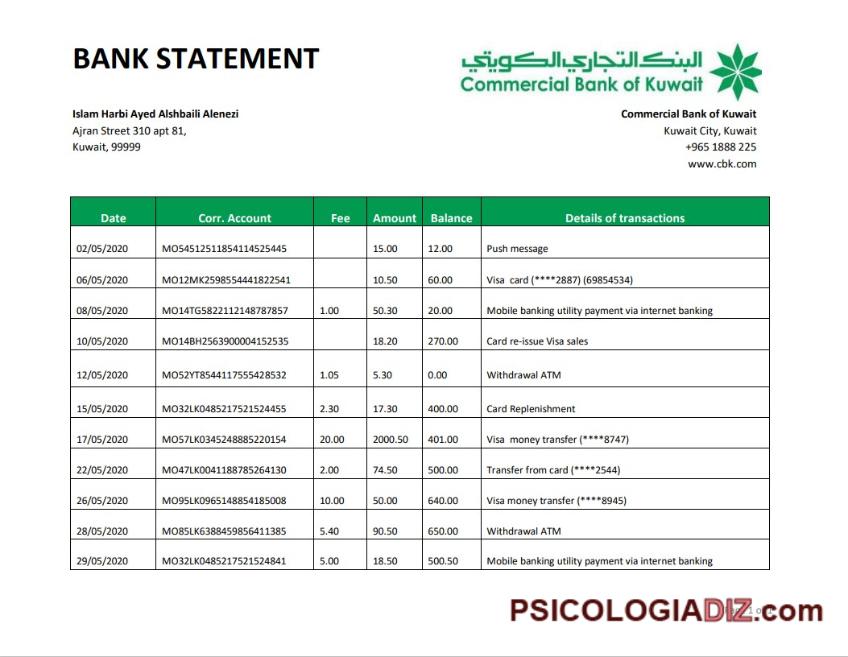 BANK STATEMENT
البنك التجاري الكويتي
Commercial Bank of Kuwait
Islam Harbi Ayed Alshbaili Alenezi
Ajran Street 310 apt 81,
Kuwait, 99999
Commercial Bank of Kuwait
Kuwait City, Kuwait
+965 1888 225
www.cbk.com
Date Corr. Account Fee Amount Balance Details of transactions
02/05/2020 MO54512511854114525445 15.00 12.00 Push message
06/05/2020 MO12MK2598554441822541 10.50 60.00 Visa card (****2887) (69854534)
08/05/2020 MO14TG5822112148787857 1.00 50.30 20.00 Mobile banking utility payment via internet banking
10/05/2020 MO14BH2563900004152535 18.20 270.00 Card re-issue Visa sales
12/05/2020 MO52YT8544117555428532 1.05 5.30 0.00 Withdrawal ATM
15/05/2020 MO32LK0485217521524455 2.30 17.30 400.00 Card Replenishment
17/05/2020 MO57LK0345248885220154 20.00 2000.50 401.00 Visa money transfer (****8747)
22/05/2020 MO47LK0041188785264130 2.00 74.50 500.00 Transfer from card (****2544)
26/05/2020 MO95LK0965148854185008 10.00 50.00 640.00 Visa money transfer (****8945)
28/05/2020 MO85LK6388459856411385 5.40 90.50 650.00 Withdrawal ATM
29/05/2020 MO32LK0485217521524841 5.00 18.50 500.50 Mobile banking utility payment via internet banking
PSICOLOGIADIZ.com